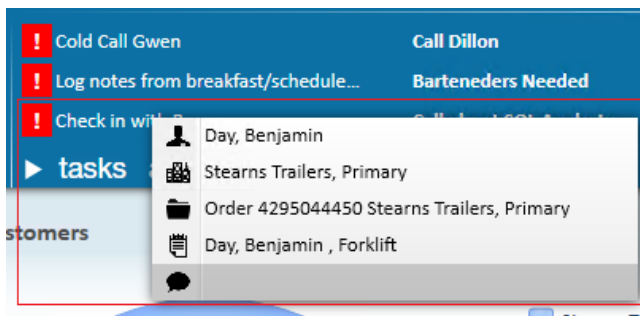 ! Cold Call Gwen Call Dillon
! Log notes from breakfast/schedule... Barteneders Needed
! Check in with
Day, Benjamin
tasks
Stearns Trailers, Primary
Order 4295044450 Stearns Trailers, Primary
stomers
Day, Benjamin , Forklift